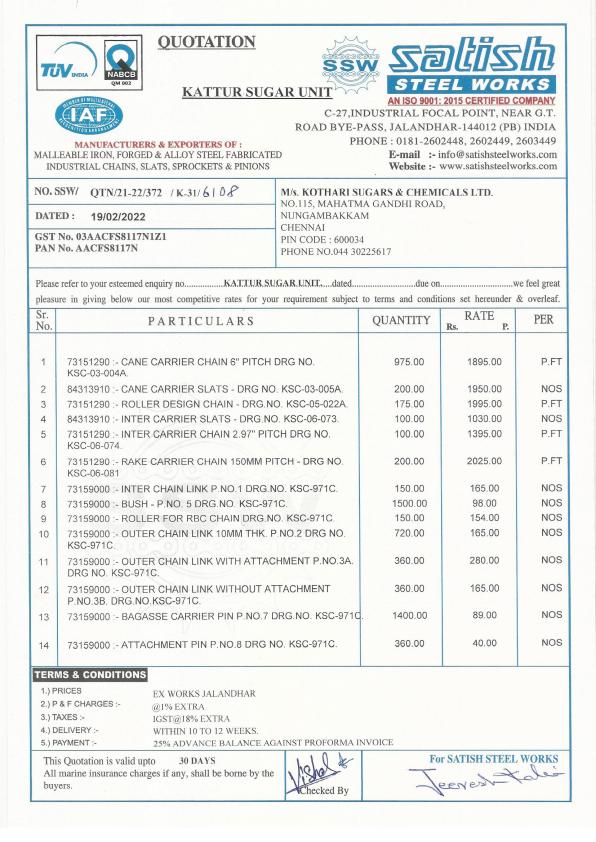 QUOTATION
TÜV INDIA
NABCB
QM 003
KATTUR SUGAR UNIT
SSW
satish
STEEL WORKS
AN ISO 9001: 2015 CERTIFIED COMPANY
MEMBER OF MULTILATERAL
IAF
RECOGNITION ARRANGEMENT
C-27,INDUSTRIAL FOCAL POINT, NEAR G.T.
ROAD BYE-PASS, JALANDHAR-144012 (PB) INDIA
PHONE : 0181-2602448, 2602449, 2603449
E-mail :- info@satishsteelworks.com
Website :- www.satishsteelworks.com
MANUFACTURERS & EXPORTERS OF :
MALLEABLE IRON, FORGED & ALLOY STEEL FABRICATED
INDUSTRIAL CHAINS, SLATS, SPROCKETS & PINIONS
NO. SSW/ QTN/21-22/372 / K-31/6108
DATED : 19/02/2022
GST No. 03AACFS8117N1Z1
PAN No. AACFS8117N
M/s. KOTHARI SUGARS & CHEMICALS LTD.
NO.115, MAHATMA GANDHI ROAD,
NUNGAMBAKKAM
CHENNAI
PIN CODE : 600034
PHONE NO.044 30225617
Please refer to your esteemed enquiry no..................KATTUR SUGAR UNIT....dated....................due on......................we feel great
pleasure in giving below our most competitive rates for your requirement subject to terms and conditions set hereunder & overleaf.
Sr. No. PARTICULARS QUANTITY RATE Rs. P. PER
1 73151290 :- CANE CARRIER CHAIN 6" PITCH DRG NO. 975.00 1895.00 P.FT
KSC-03-004A.
2 84313910 :- CANE CARRIER SLATS - DRG NO. KSC-03-005A. 200.00 1950.00 NOS
3 73151290 :- ROLLER DESIGN CHAIN - DRG.NO. KSC-05-022A. 175.00 1995.00 P.FT
4 84313910 :- INTER CARRIER SLATS - DRG NO. KSC-06-073. 100.00 1030.00 NOS
5 73151290 :- INTER CARRIER CHAIN 2.97" PITCH DRG NO. 100.00 1395.00 P.FT
KSC-06-074.
6 73151290 :- RAKE CARRIER CHAIN 150MM PITCH - DRG NO. 200.00 2025.00 P.FT
KSC-06-081
7 73159000 :- INTER CHAIN LINK P.NO.1 DRG NO. KSC-971C. 150.00 165.00 NOS
8 73159000 :- BUSH - P.NO. 5 DRG NO. KSC-971C. 1500.00 98.00 NOS
9 73159000 :- ROLLER FOR RBC CHAIN DRG.NO. KSC-971C. 150.00 154.00 NOS
10 73159000 :- OUTER CHAIN LINK 10MM THK. P.NO.2 DRG NO. 720.00 165.00 NOS
KSC-971C.
11 73159000 :- OUTER CHAIN LINK WITH ATTACHMENT P.NO.3A. 360.00 280.00 NOS
DRG NO. KSC-971C.
12 73159000 :- OUTER CHAIN LINK WITHOUT ATTACHMENT 360.00 165.00 NOS
P.NO.3B. DRG NO.KSC-971C.
13 73159000 :- BAGASSE CARRIER PIN P.NO.7 DRG NO. KSC-971C. 1400.00 89.00 NOS
14 73159000 :- ATTACHMENT PIN P.NO.8 DRG NO. KSC-971C. 360.00 40.00 NOS
TERMS & CONDITIONS
1.) PRICES EX WORKS JALANDHAR
2.) P & F CHARGES :- @1% EXTRA
3.) TAXES :- IGST@18% EXTRA
4.) DELIVERY :- WITHIN 10 TO 12 WEEKS.
5.) PAYMENT :- 25% ADVANCE BALANCE AGAINST PROFORMA INVOICE
This Quotation is valid upto 30 DAYS
All marine insurance charges if any, shall be borne by the
buyers.
Vishal
Checked By
For SATISH STEEL WORKS